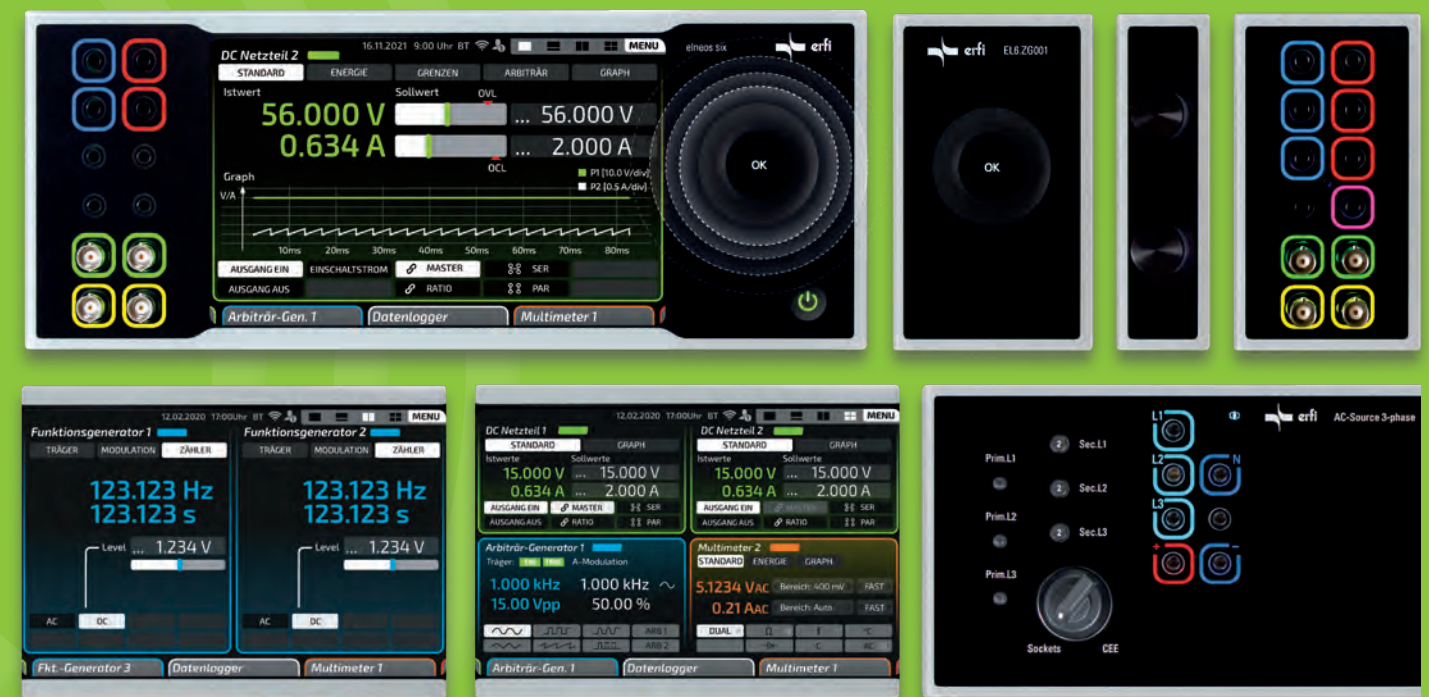 16.11.2021 9:00 Uhr BT MENU
DC Netzteil 2
STANDARD ENERGIE GRENZEN ARBITRÄR GRAPH
Istwert Sollwert OVL
56.000 V ... 56.000 V
0.634 A ... 2.000 A
OCL
Graph
P1 [10.0 V/div]
P2 [0.5 A/div]
V/A
10ms 20ms 30ms 40ms 50ms 60ms 70ms 80ms
AUSGANG EIN EINSCHALTSTROM MASTER SER
AUSGANG AUS RATIO PAR
Arbiträr-Gen. 1 Datenlogger Multimeter 1
elneos six erfi
OK
erfi EL6.ZG001
OK
12.02.2020 17:00Uhr BT MENU
Funktionsgenerator 1 Funktionsgenerator 2
TRÄGER MODULATION ZÄHLER TRÄGER MODULATION ZÄHLER
123.123 Hz 123.123 Hz
123.123 s 123.123 s
Level ... 1.234 V Level ... 1.234 V
AC DC AC DC
Fkt.-Generator 3 Datenlogger Multimeter 1
12.02.2020 17:00Uhr BT MENU
DC Netzteil 1 DC Netzteil 2
STANDARD GRAPH STANDARD GRAPH
Istwerte Sollwerte Istwerte Sollwerte
15.000 V ... 15.000 V 15.000 V ... 15.000 V
0.634 A ... 2.000 A 0.634 A ... 2.000 A
AUSGANG EIN MASTER SER AUSGANG EIN MASTER SER
AUSGANG AUS RATIO PAR AUSGANG AUS RATIO PAR
Arbiträr-Generator 1 Multimeter 2
Träger: A-Modulation STANDARD ENERGIE GRAPH
1.000 kHz 1.000 kHz 5.1234 VAC Bereich: 400 mV FAST
15.00 Vpp 50.00 % 0.21 AAC Bereich: Auto FAST
ARB 1 DUAL Ω f °C
ARB 2 C
Arbiträr-Gen. 1 Datenlogger Multimeter 1
erfi AC-Source 3-phase
L1
2 Sec.L1
Prim.L1
L2 N
2 Sec.L2
Prim.L2
L3
2 Sec.L3
+ -
Prim.L3
Sockets CEE